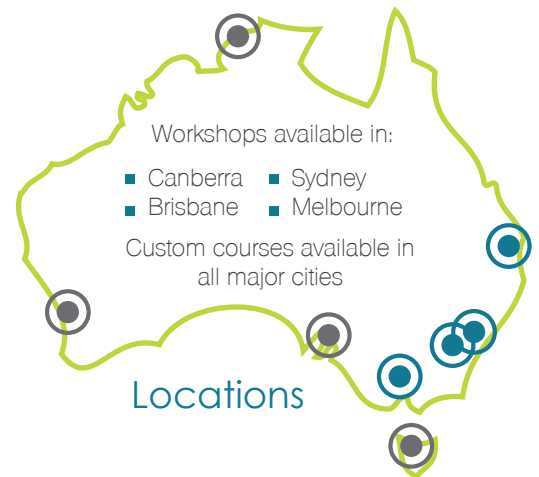 Workshops available in:
Canberra
Sydney
Brisbane
Melbourne
Custom courses available in
all major cities
Locations